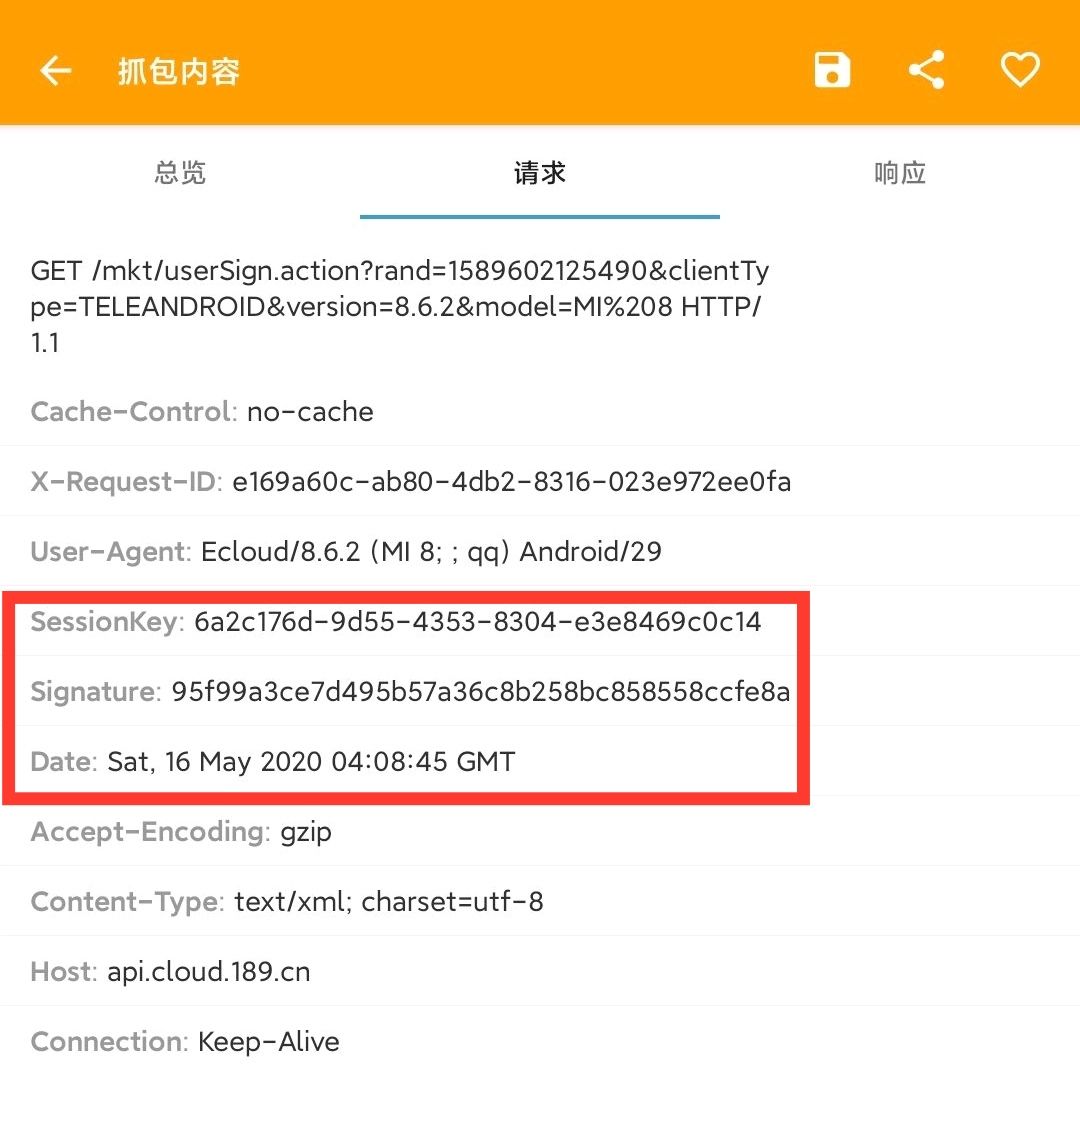 抓包内容
总览
请求
响应
GET /mkt/userSign.action?rand=1589602125490&clientTy
pe=TELEANDROID&version=8.6.2&model=MI%208 HTTP/
1.1
Cache-Control: no-cache
X-Request-ID: e169a60c-ab80-4db2-8316-023e972ee0fa
User-Agent: Ecloud/8.6.2 (MI 8; ; qq) Android/29
SessionKey: 6a2c176d-9d55-4353-8304-e3e8469c0c14
Signature: 95f99a3ce7d495b57a36c8b258bc858558ccfe8a
Date: Sat, 16 May 2020 04:08:45 GMT
Accept-Encoding: gzip
Content-Type: text/xml; charset=utf-8
Host: api.cloud.189.cn
Connection: Keep-Alive